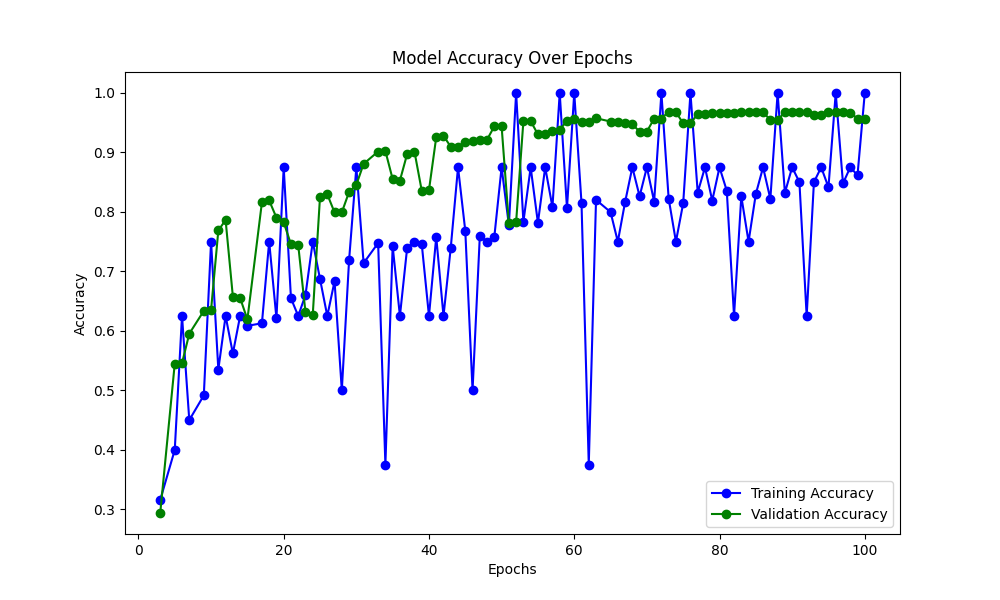 Model Accuracy Over Epochs
Accuracy
1.0
0.9
0.8
0.7
0.6
0.5
0.4
0.3
0
20
40
60
80
100
Epochs
Training Accuracy
Validation Accuracy